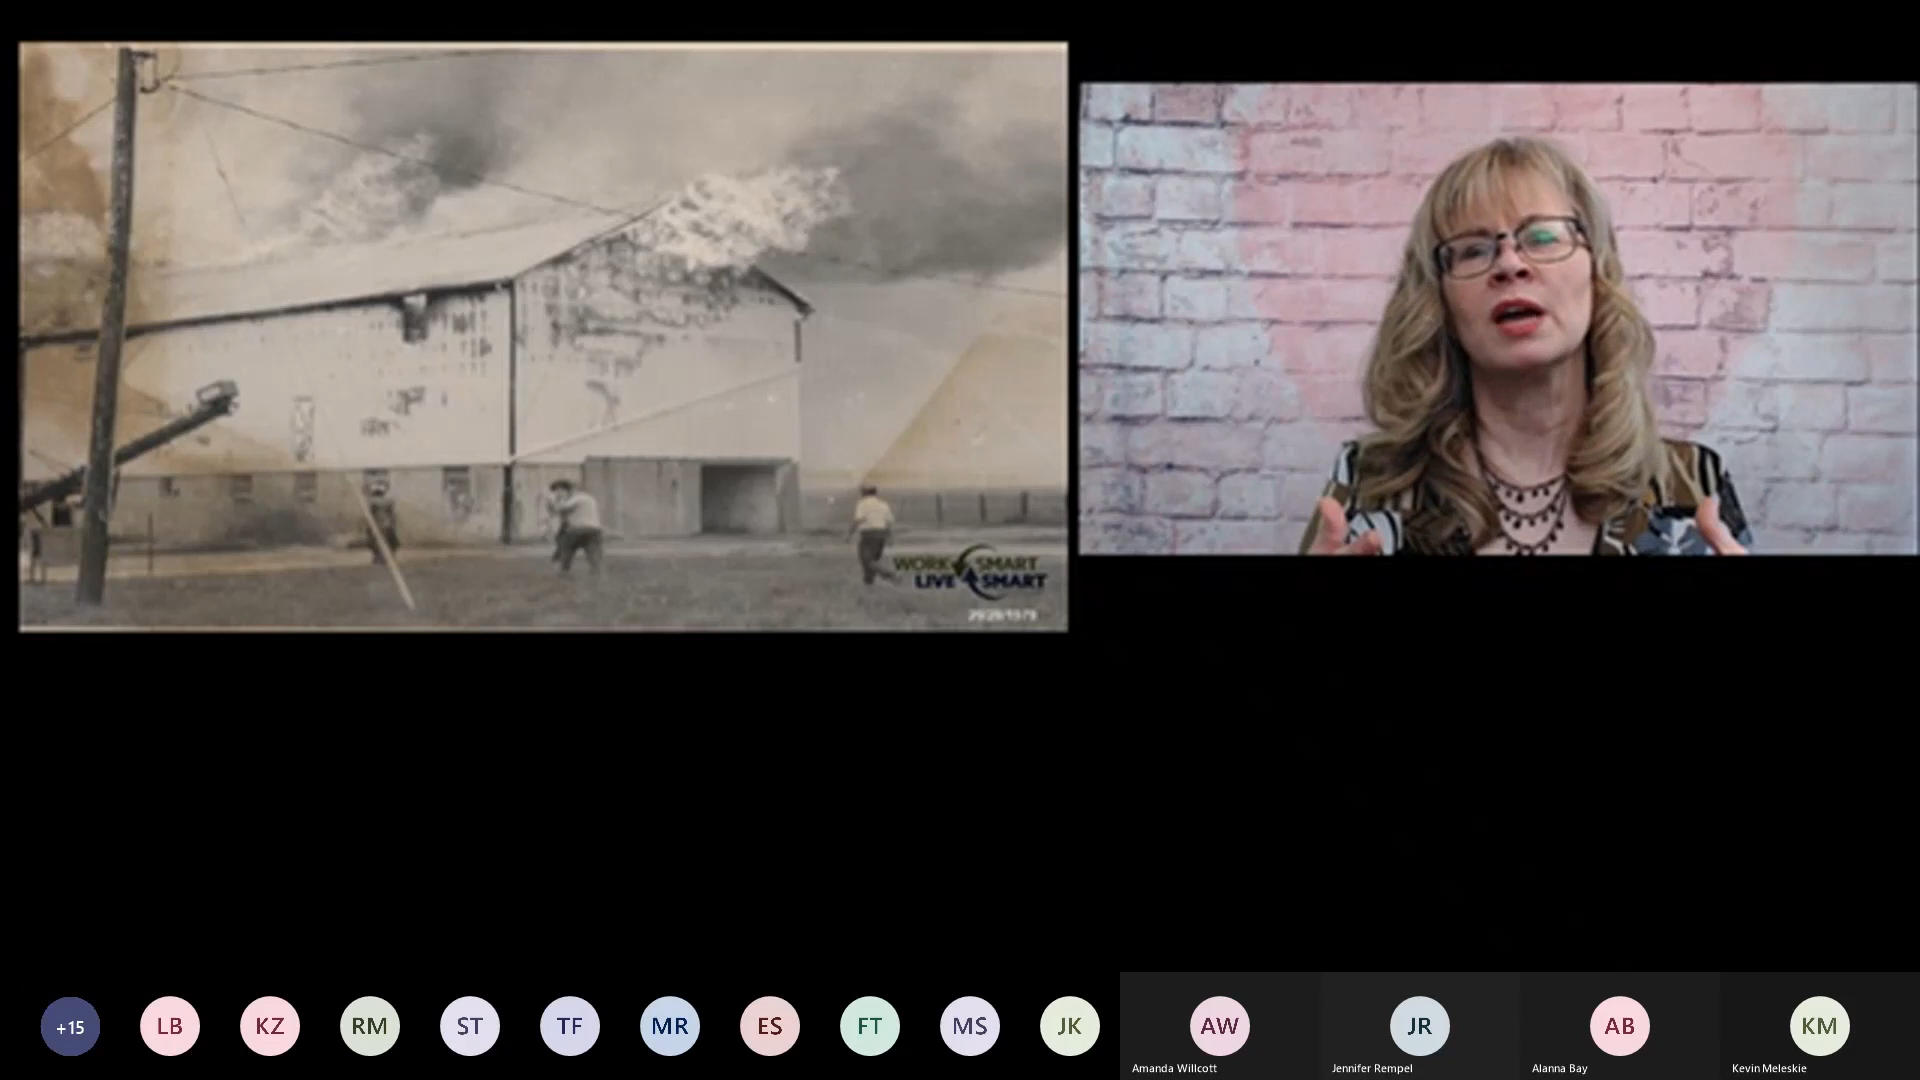 WORK SMART
LIVE SMART
+15
LB
KZ
RM
ST
TF
MR
ES
FT
MS
JK
AW
JR
AB
KM
Amanda Willcott
Jennifer Rempel
Alanna Bay
Kevin Meleskie